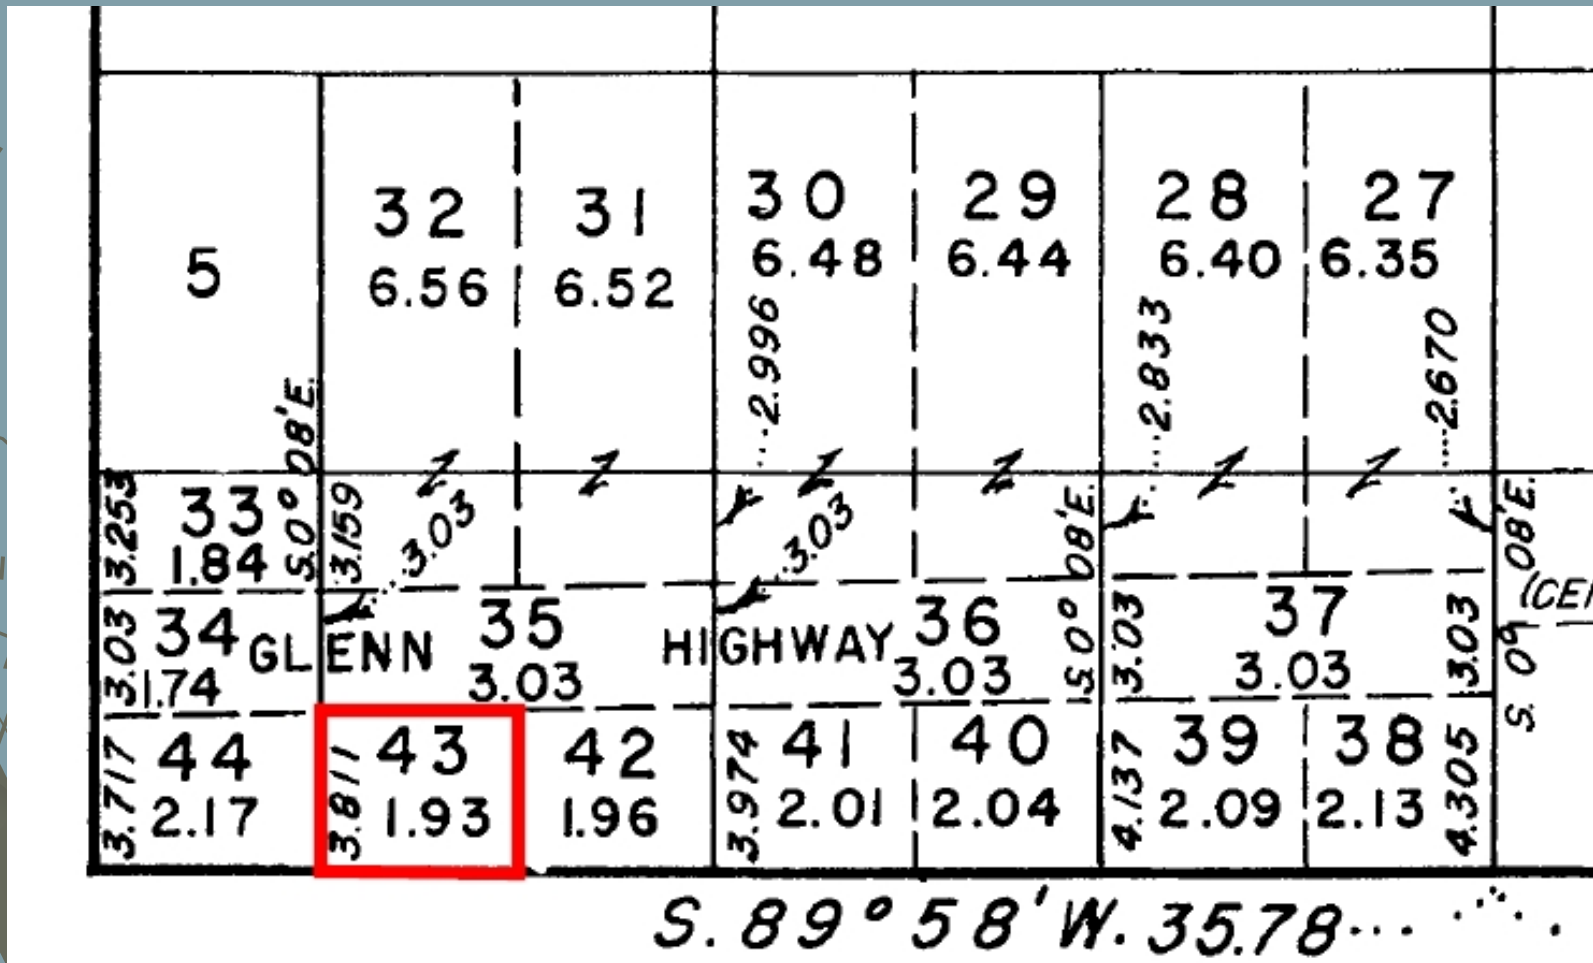 32 31 30 29 28 27
5 6.56 6.52 6.48 6.44 6.40 6.35
2.996 2.833 2.670
S.0° 08'E.
3.253 33 3.159 3.03 3.03 S.0° 08'E. S. 0° 08'E.
1.84
3.03 34 GLENN 35 HIGHWAY 36 3.03 37 3.03
1.74 3.03 3.03 3.03
3.717 44 3.811 43 42 3.974 41 40 4.137 39 38 4.305
2.17 1.93 1.96 2.01 2.04 2.09 2.13
S. 89° 58' W. 35.78